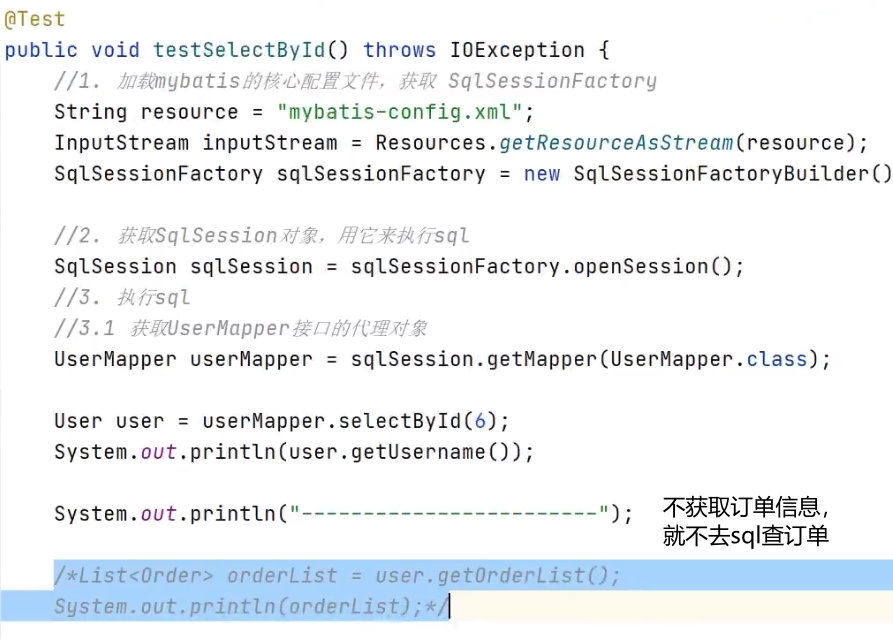 @Test
public void testSelectById() throws IOException {
//1. 加载mybatis的核心配置文件，获取 SqlSessionFactory
String resource = "mybatis-config.xml";
InputStream inputStream = Resources.getResourceAsStream(resource);
SqlSessionFactory sqlSessionFactory = new SqlSessionFactoryBuilder()
//2. 获取SqlSession对象，用它来执行sql
SqlSession sqlSession = sqlSessionFactory.openSession();
//3. 执行sql
//3.1 获取UserMapper接口的代理对象
UserMapper userMapper = sqlSession.getMapper(UserMapper.class);
User user = userMapper.selectById(6);
System.out.println(user.getUsername());
System.out.println("------------------------");
不获取订单信息，
就不去sql查订单
/*List<Order> orderList = user.getOrderList();
System.out.println(orderList);*/